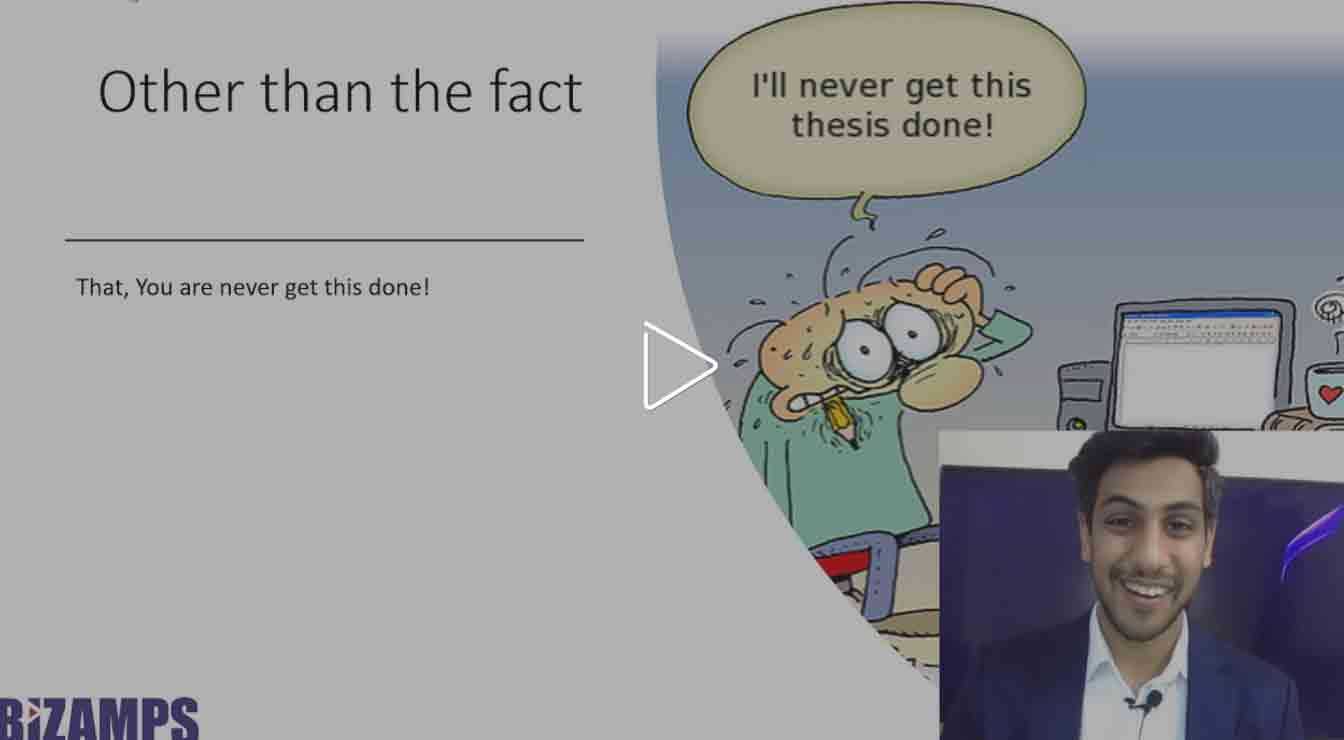 Other than the fact
That, You are never get this done!
I'll never get this
thesis done!
BIZAMPS